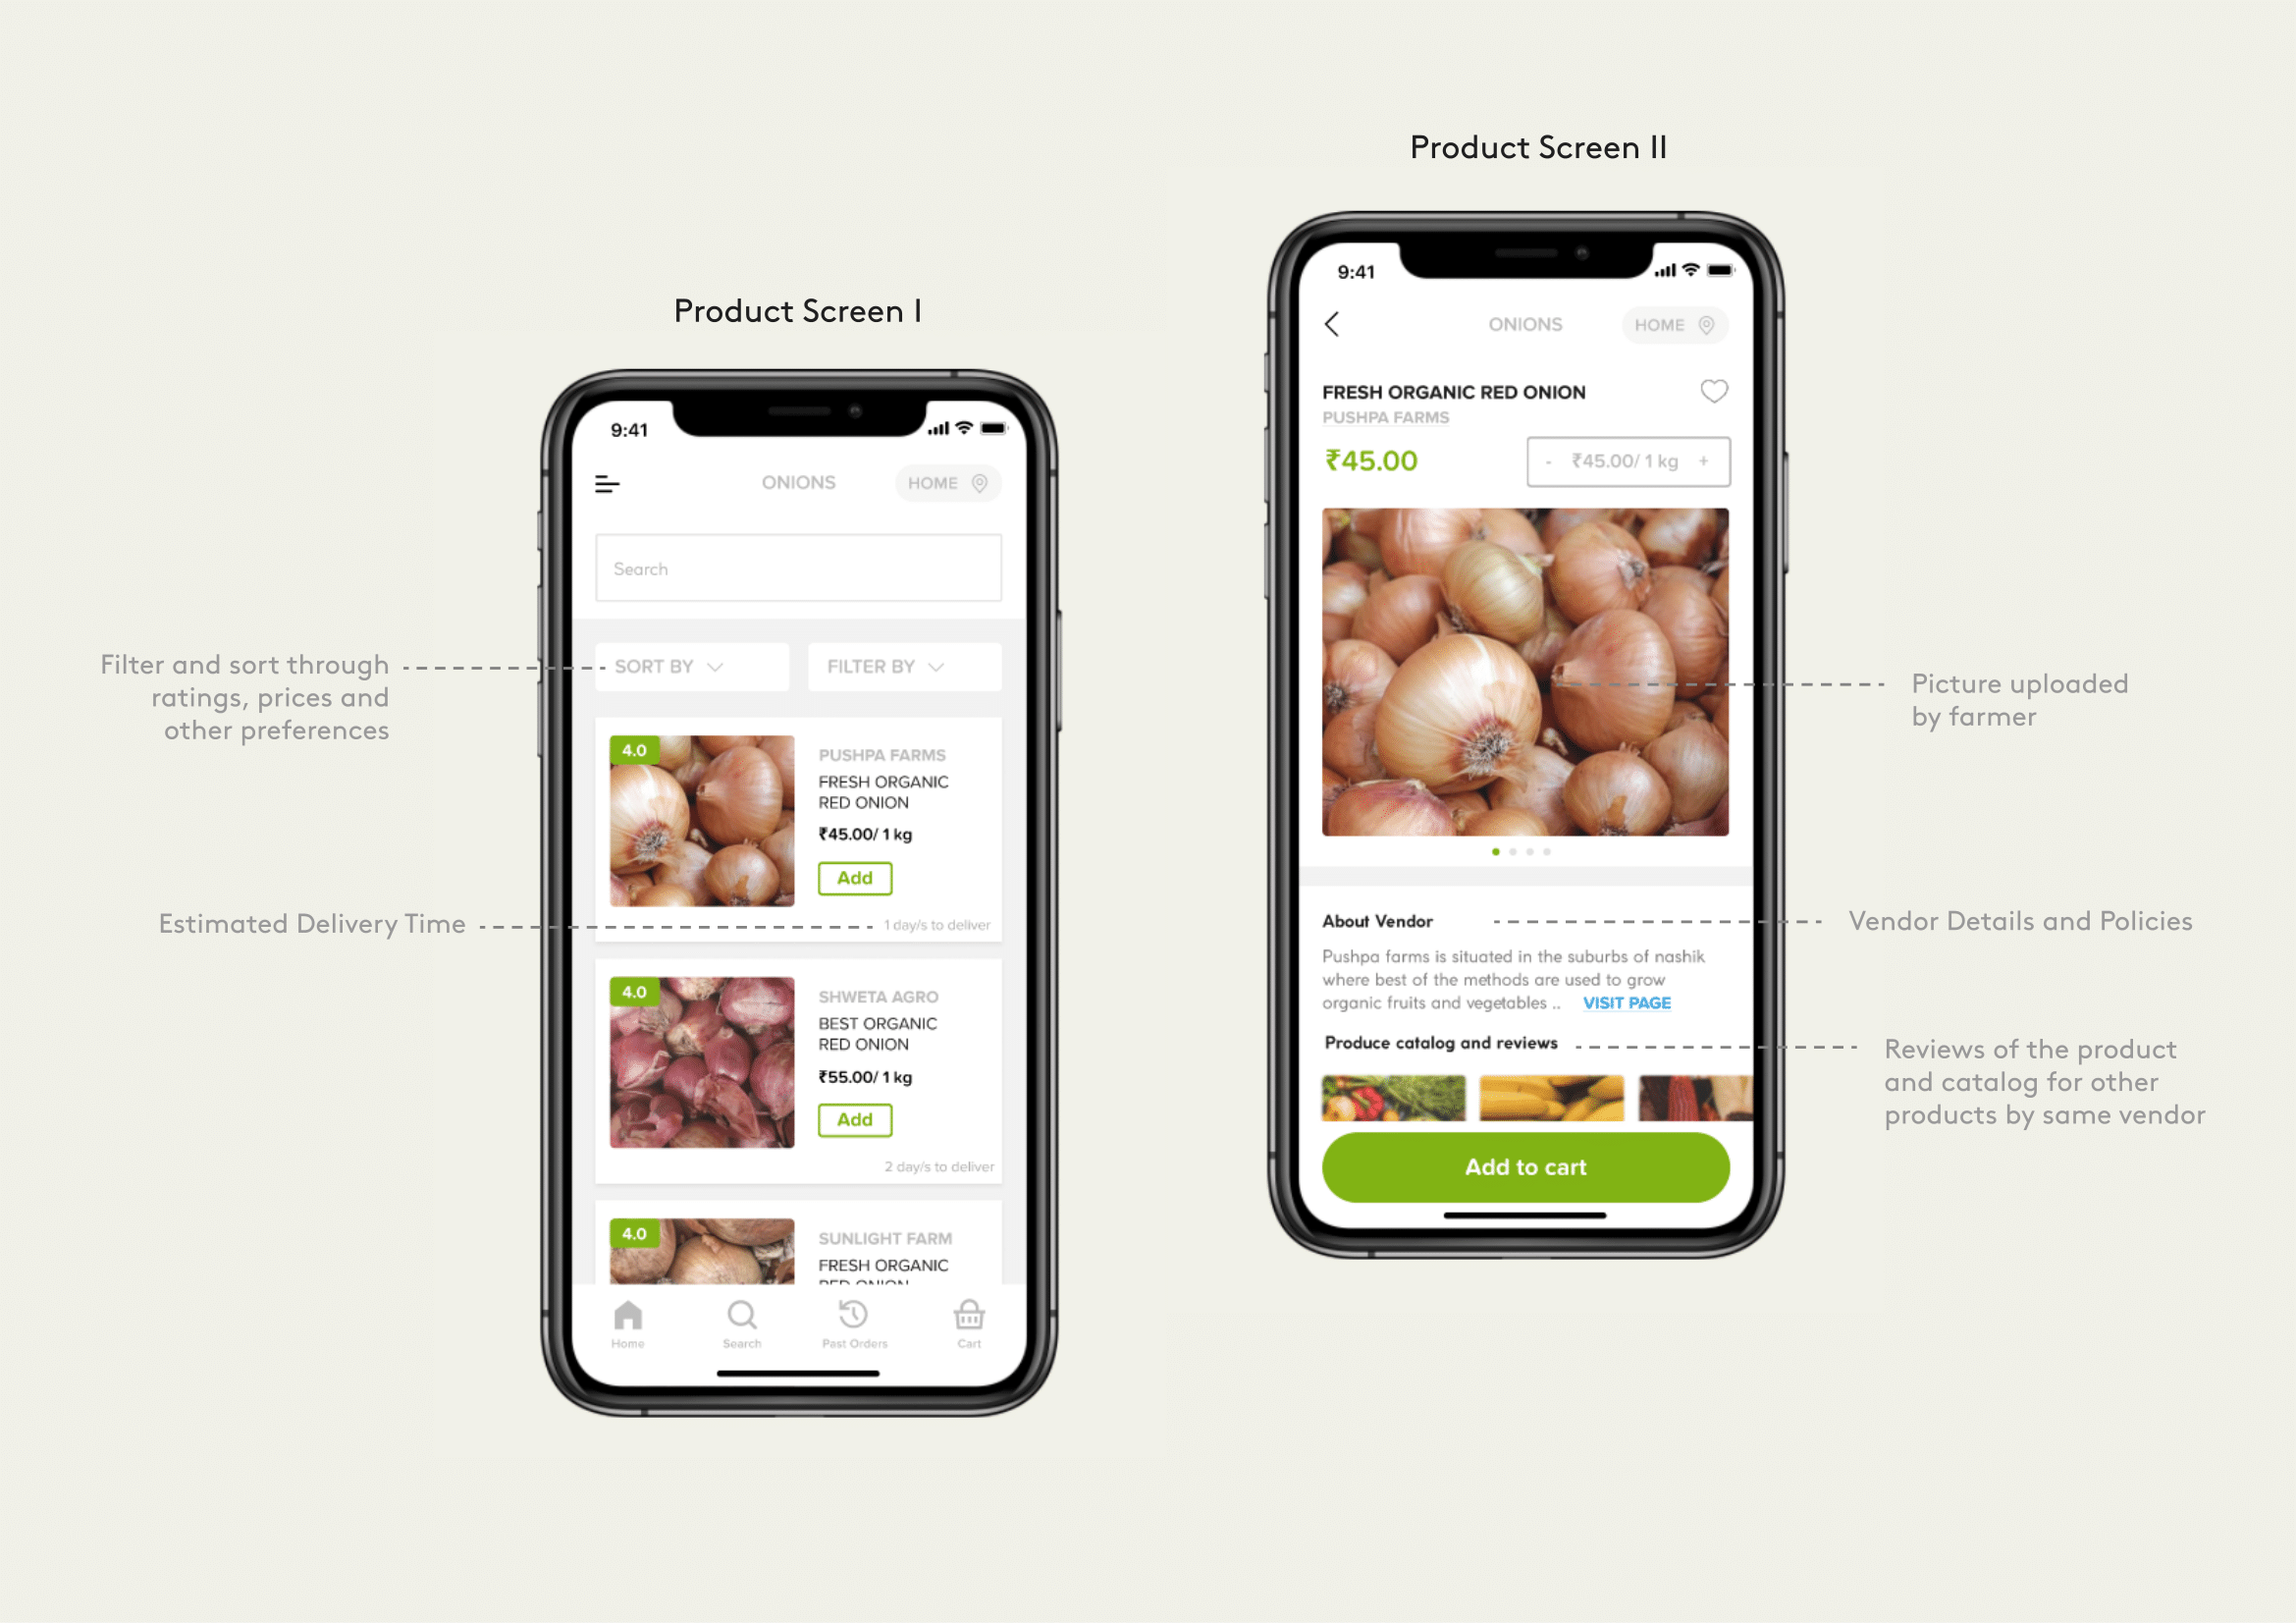 Product Screen II
Product Screen I
9:41
ONIONS
HOME
Search
SORT BY
FILTER BY
4.0
PUSHPA FARMS
FRESH ORGANIC
RED ONION
₹45.00/ 1 kg
Add
1 day/s to deliver
4.0
SHWETA AGRO
BEST ORGANIC
RED ONION
₹55.00/ 1 kg
Add
2 day/s to deliver
4.0
SUNLIGHT FARM
FRESH ORGANIC
RED ONION
Home
Search
Past Orders
Cart
Filter and sort through
ratings, prices and
other preferences
Estimated Delivery Time
9:41
ONIONS
HOME
FRESH ORGANIC RED ONION
PUSHPA FARMS
₹45.00
- ₹45.00/ 1 kg +
About Vendor
Pushpa farms is situated in the suburbs of nashik
where best of the methods are used to grow
organic fruits and vegetables .. VISIT PAGE
Produce catalog and reviews
Add to cart
Picture uploaded
by farmer
Vendor Details and Policies
Reviews of the product
and catalog for other
products by same vendor